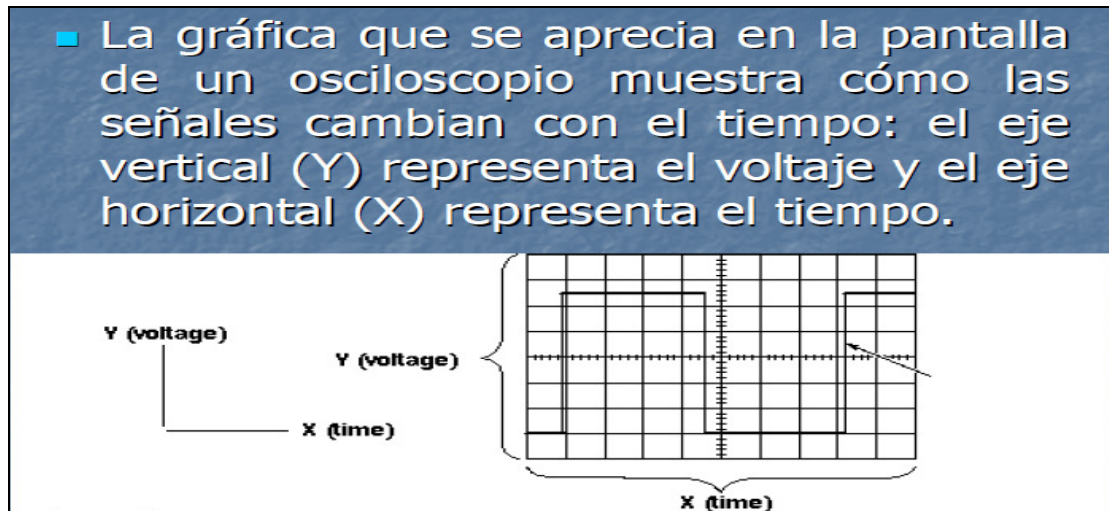 La gráfica que se aprecia en la pantalla
de un osciloscopio muestra cómo las
señales cambian con el tiempo: el eje
vertical (Y) representa el voltaje y el eje
horizontal (X) representa el tiempo.
Y (voltage)
Y (voltage)
X (time)
X (time)